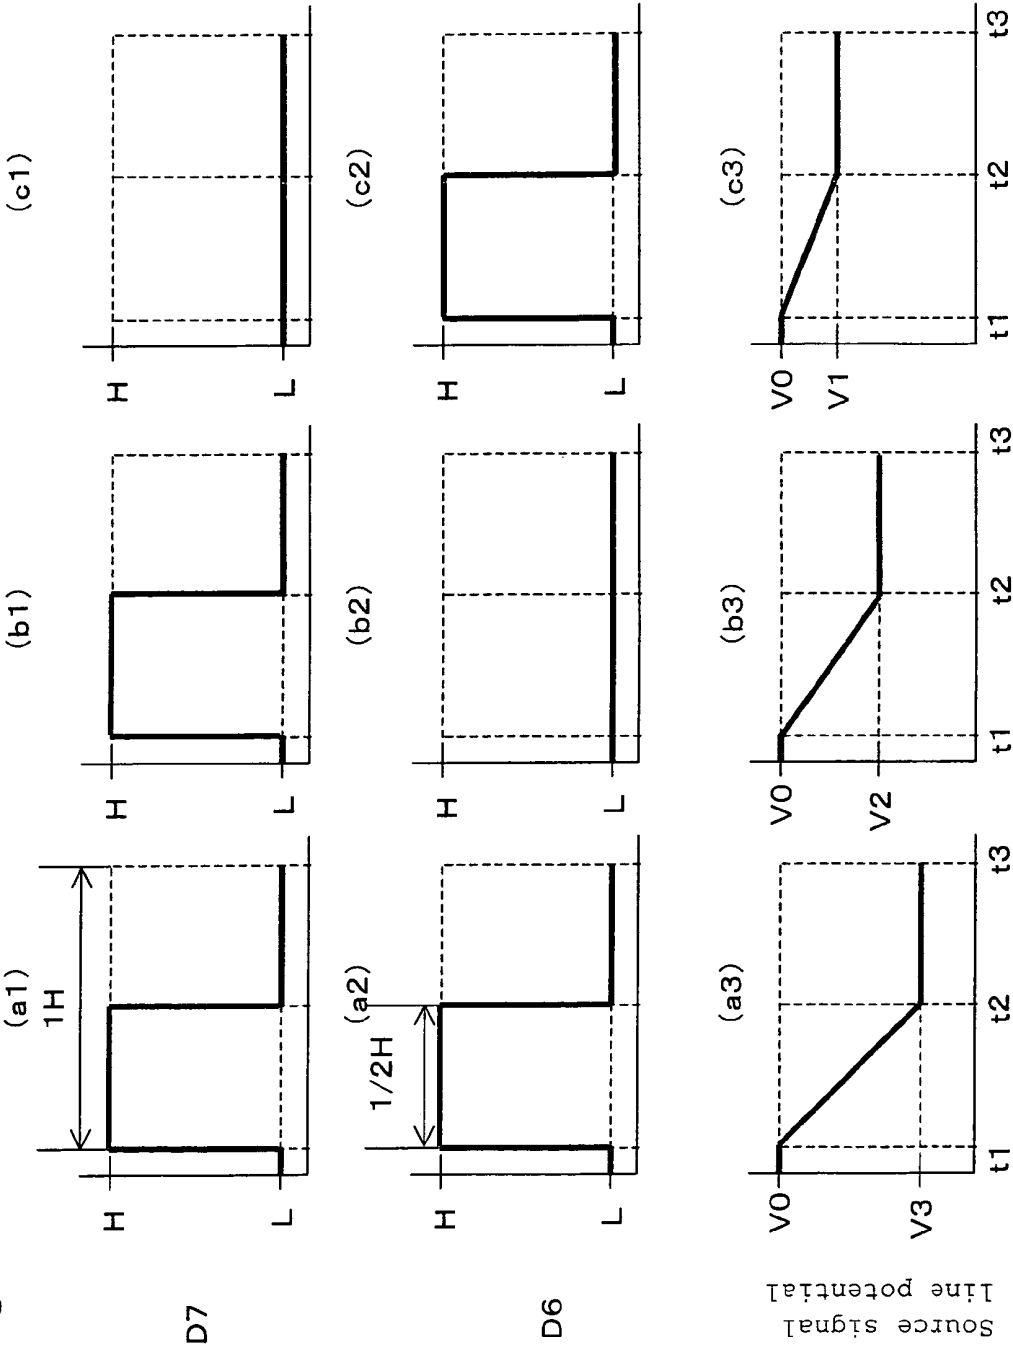 (a1) (b1) (c1)
1H
H H H
D7
L L L
(a2) (b2) (c2)
1/2H
H H H
D6
L L L
(a3) (b3) (c3)
Source signal
line potential
V0 V0 V0
V3 V2 V1
t1 t2 t3 t1 t2 t3 t1 t2 t3